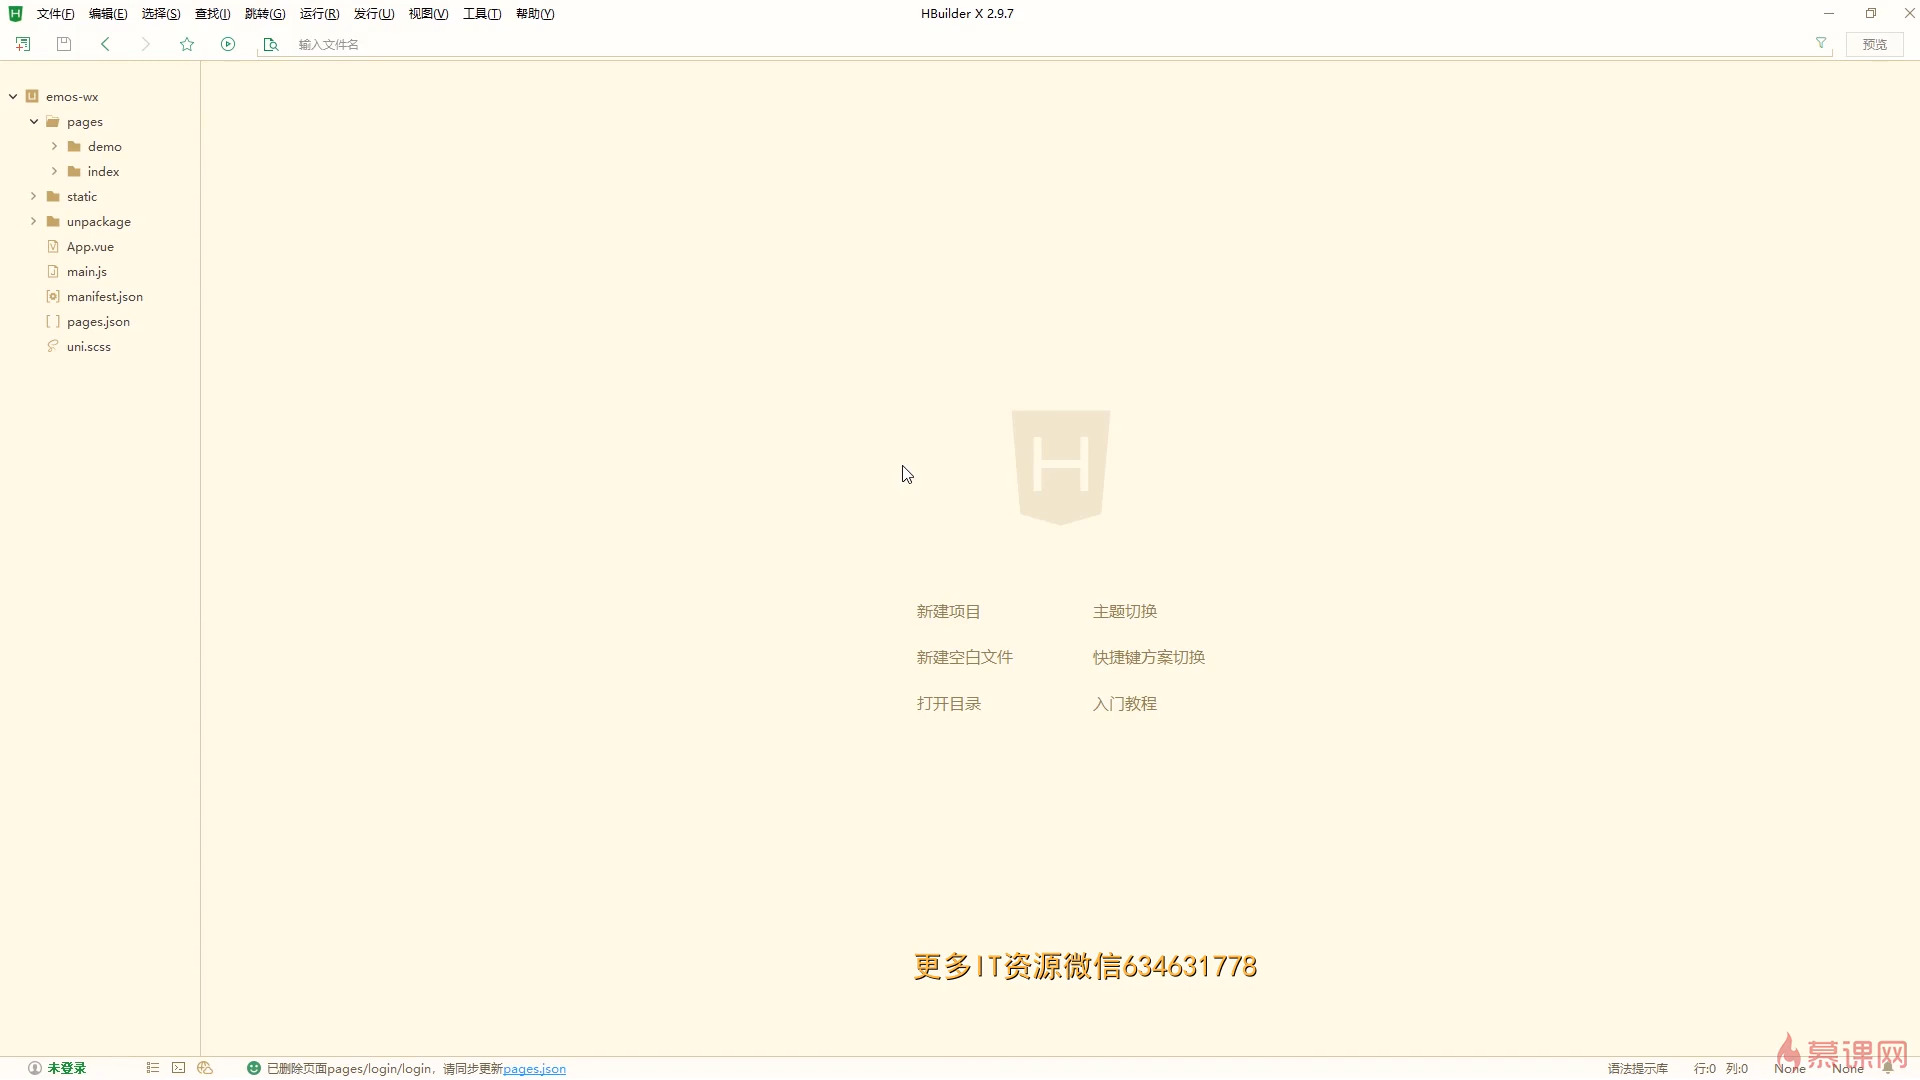 文件(F) 编辑(E) 选择(S) 查找(I) 跳转(G) 运行(R) 发行(U) 视图(V) 工具(T) 帮助(Y) HBuilder X 2.9.7
输入文件名 预览
emos-wx
pages
demo
index
static
unpackage
App.vue
main.js
manifest.json
pages.json
uni.scss
H
新建项目 主题切换
新建空白文件 快捷键方案切换
打开目录 入门教程
更多IT资源微信634631778
慕课网
未登录 已删除页面pages/login/login，请同步更新pages.json 语法提示库 行:0 列:0 None None